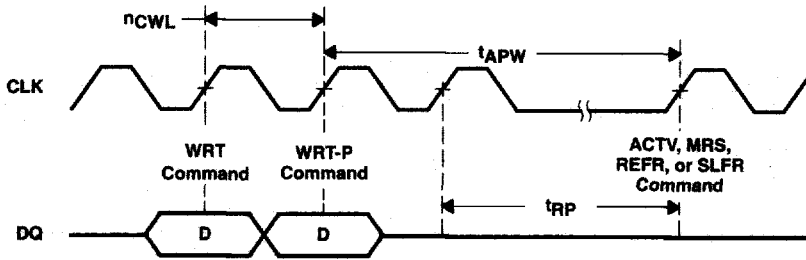 nCWL
tAPW
CLK
WRT
Command
WRT-P
Command
ACTV, MRS,
REFR, or SLFR
Command
tRP
DQ
D
D